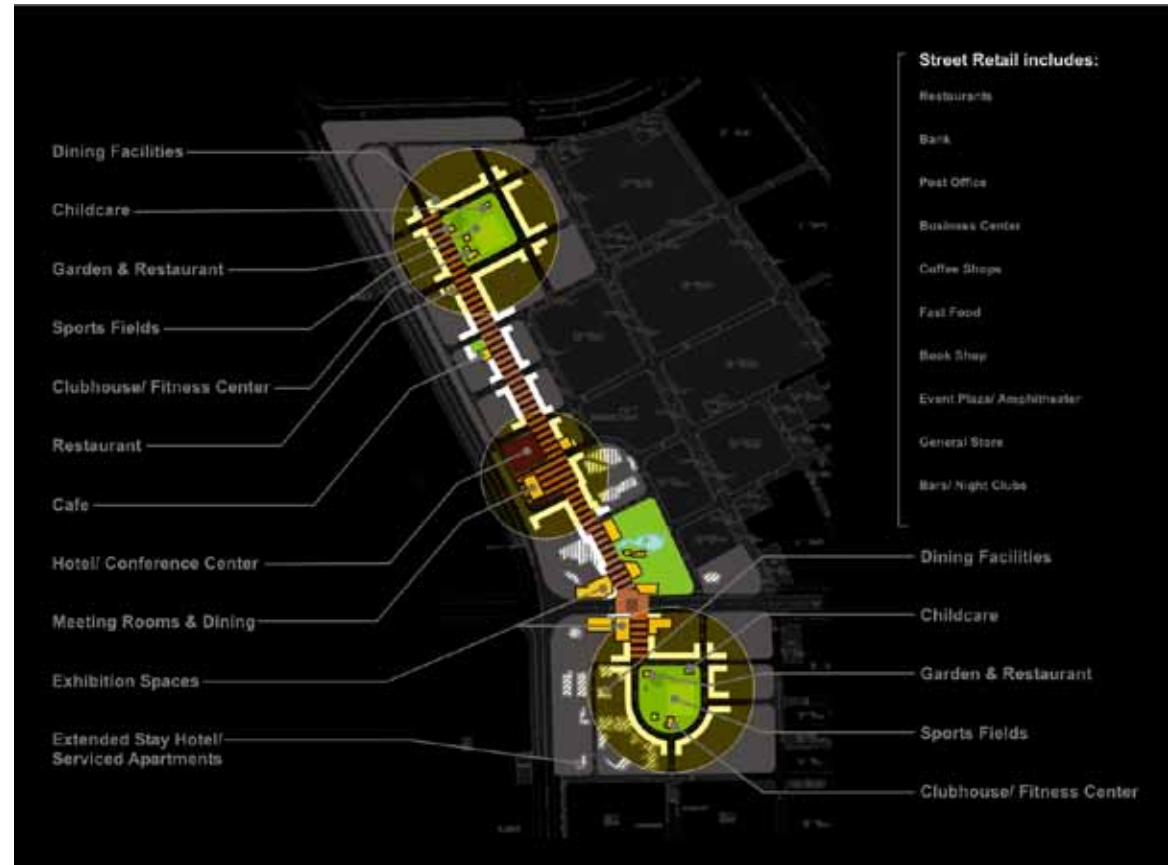 Dining Facilities
Childcare
Garden & Restaurant
Sports Fields
Clubhouse/ Fitness Center
Restaurant
Cafe
Hotel/ Conference Center
Meeting Rooms & Dining
Exhibition Spaces
Extended Stay Hotel/
Serviced Apartments
Street Retail includes:
Restaurants
Bank
Post Office
Business Center
Coffee Shops
Fast Food
Book Shop
Event Plaza/ Amphitheater
General Store
Bars/ Night Clubs
Dining Facilities
Childcare
Garden & Restaurant
Sports Fields
Clubhouse/ Fitness Center